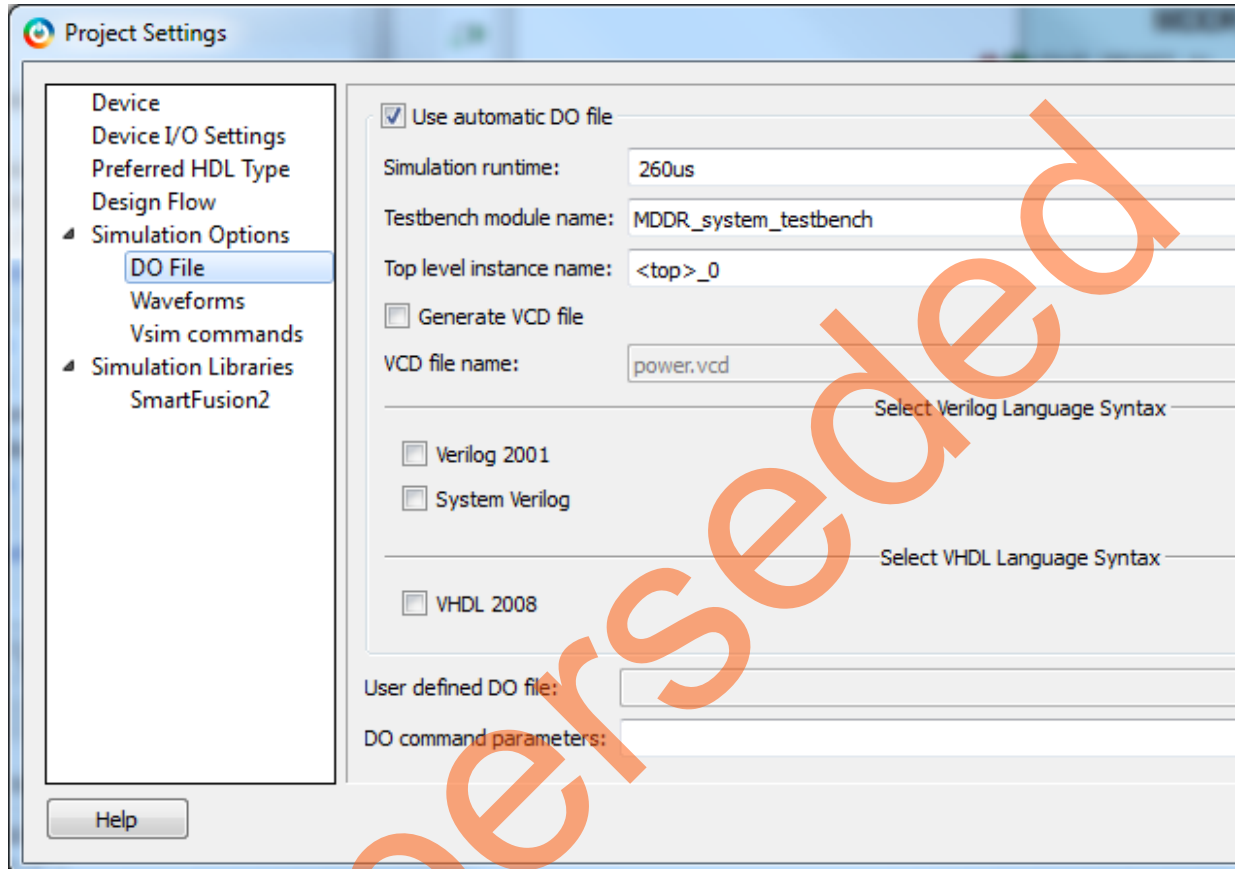 Project Settings
Device
Device I/O Settings
Preferred HDL Type
Design Flow
Simulation Options
DO File
Waveforms
Vsim commands
Simulation Libraries
SmartFusion2
Use automatic DO file
Simulation runtime: 260us
Testbench module name: MDDR_system_testbench
Top level instance name: <top>_0
Generate VCD file
VCD file name: power.vcd
Select Verilog Language Syntax
Verilog 2001
System Verilog
Select VHDL Language Syntax
VHDL 2008
User defined DO file:
DO command parameters:
Help
perseded